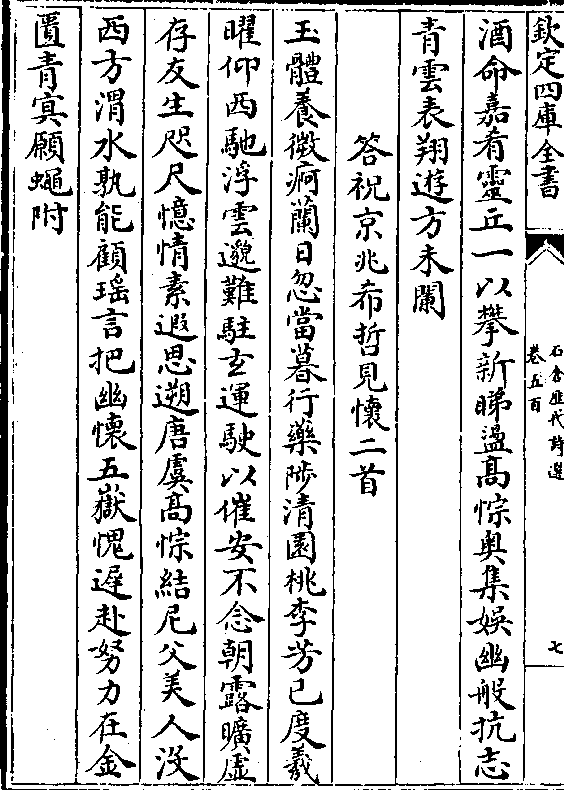 欽定四庫全書
石倉歷代詩選
卷五百
七
酒命嘉肴靈丘一以攀新睇盪高悰輿集娛幽般抗志
青雲表翔遊方未闌
答祝京兆希哲見懷二首
玉體養微痾蘭日忽當暮行藥陟清園桃李芳已度羲
曜仰西馳浮雲邈難駐玄運駛以催安不念朝露曠虛
存友生咫尺憶情素遐思遡唐虞高悰結尼父美人沒
西方渭水孰能顧瑤言把幽懷五嶽愧遲赴努力在金
匱青冥願蠅附